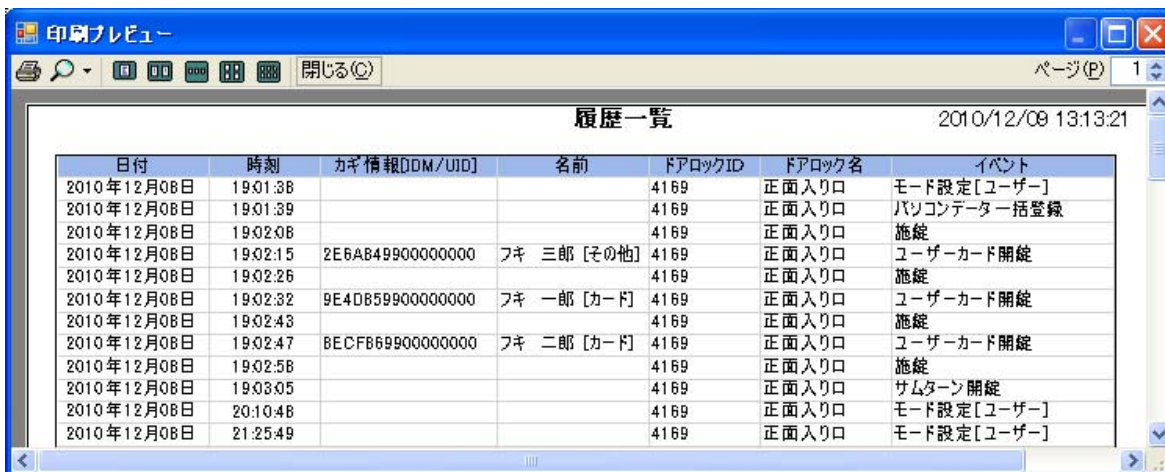 印刷プレビュー
閉じる(C) ページ(P) 1
履歴一覧 2010/12/09 13:13:21
日付 時刻 カギ情報[IDM/UID] 名前 ドアロックID ドアロック名 イベント
2010年12月08日 19:01:38 4169 正面入り口 モード設定[ユーザー]
2010年12月08日 19:01:39 4169 正面入り口 パソコンデータ一括登録
2010年12月08日 19:02:08 4169 正面入り口 施錠
2010年12月08日 19:02:15 2E6AB49900000000 フキ 三郎 [その他] 4169 正面入り口 ユーザーカード開錠
2010年12月08日 19:02:26 4169 正面入り口 施錠
2010年12月08日 19:02:32 9E4DB59900000000 フキ 一郎 [カード] 4169 正面入り口 ユーザーカード開錠
2010年12月08日 19:02:43 4169 正面入り口 施錠
2010年12月08日 19:02:47 BECFB69900000000 フキ 二郎 [カード] 4169 正面入り口 ユーザーカード開錠
2010年12月08日 19:02:58 4169 正面入り口 施錠
2010年12月08日 19:03:05 4169 正面入り口 サムターン開錠
2010年12月08日 20:10:48 4169 正面入り口 モード設定[ユーザー]
2010年12月08日 21:25:49 4169 正面入り口 モード設定[ユーザー]